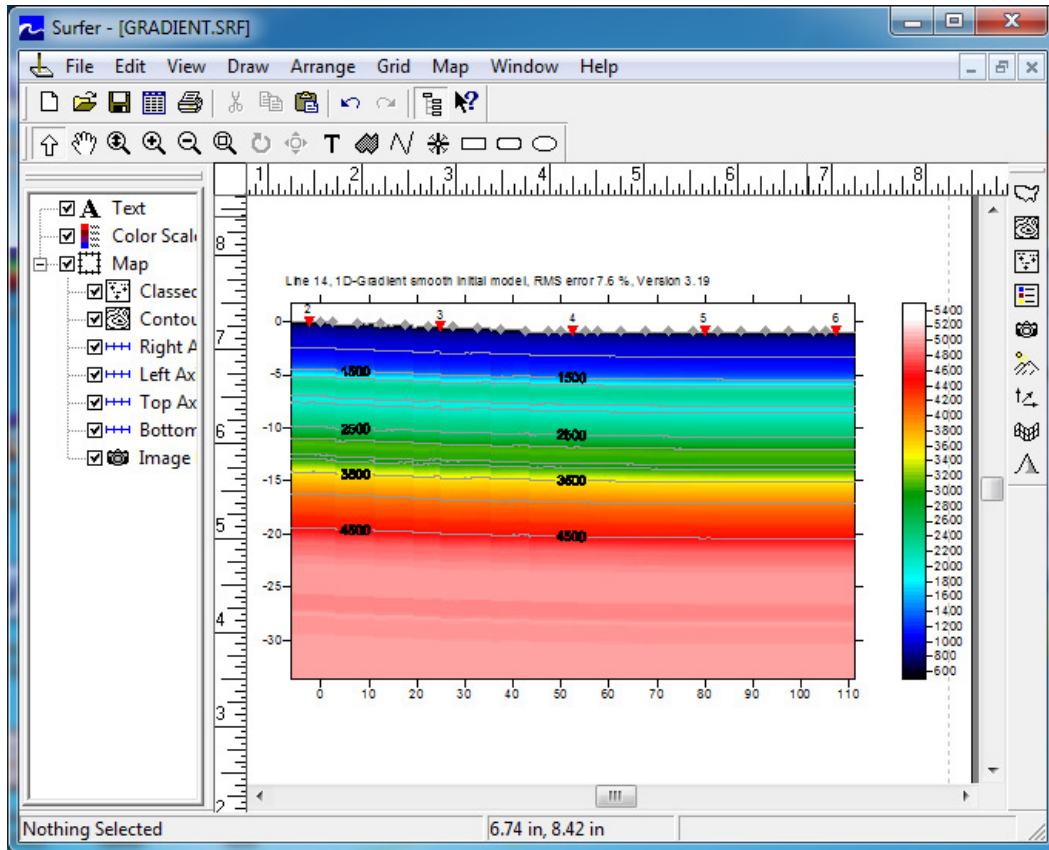 Surfer - [GRADIENT.SRF]
File Edit View Draw Arrange Grid Map Window Help
1 2 3 4 5 6 7 8
Text
Color Scal
Map
Classed
Contou
Right A
Left Ax
Top Ax
Bottom
Image
8
7
6
5
4
3
2
Line 14, 1D-Gradient smooth initial model, RMS error 7.6 %, Version 3.19
2 3 4 5 6
0
-5
-10
-15
-20
-25
-30
1500 1500
2500 2500
3500 3500
4500 4500
0 10 20 30 40 50 60 70 80 90 100 110
5400
5200
5000
4800
4600
4400
4200
4000
3800
3600
3400
3200
3000
2800
2600
2400
2200
2000
1800
1600
1400
1200
1000
800
600
Nothing Selected
6.74 in, 8.42 in